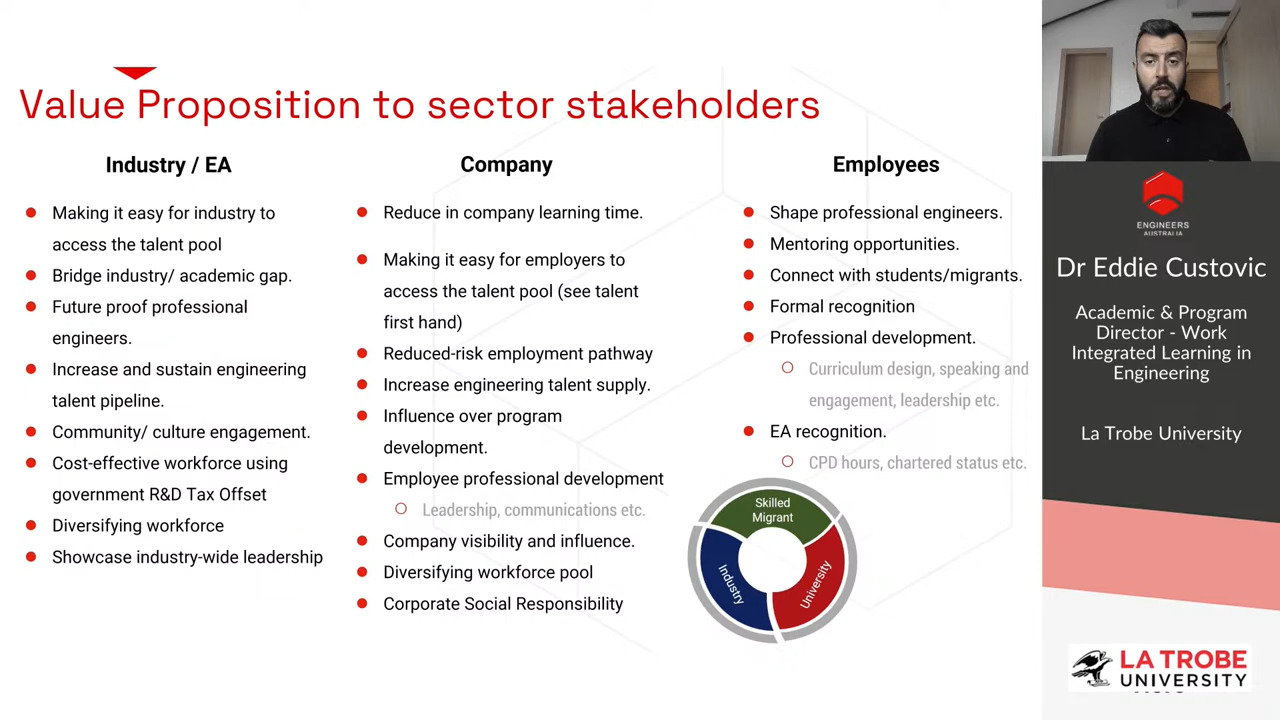 Value Proposition to sector stakeholders
Industry / EA
Making it easy for industry to
access the talent pool
Bridge industry/ academic gap.
Future proof professional
engineers.
Increase and sustain engineering
talent pipeline.
Community/ culture engagement.
Cost-effective workforce using
government R&D Tax Offset
Diversifying workforce
Showcase industry-wide leadership
Company
Reduce in company learning time.
Making it easy for employers to
access the talent pool (see talent
first hand)
Reduced-risk employment pathway
Increase engineering talent supply.
Influence over program
development.
Employee professional development
Leadership, communications etc.
Company visibility and influence.
Diversifying workforce pool
Corporate Social Responsibility
Employees
Shape professional engineers.
Mentoring opportunities.
Connect with students/migrants.
Formal recognition
Professional development.
Curriculum design, speaking and
engagement, leadership etc.
EA recognition.
CPD hours, chartered status etc.
Skilled
Migrant
Industry
University
ENGINEERS
AUSTRALIA
Dr Eddie Custovic
Academic & Program
Director - Work
Integrated Learning in
Engineering
La Trobe University
LA TROBE
UNIVERSITY